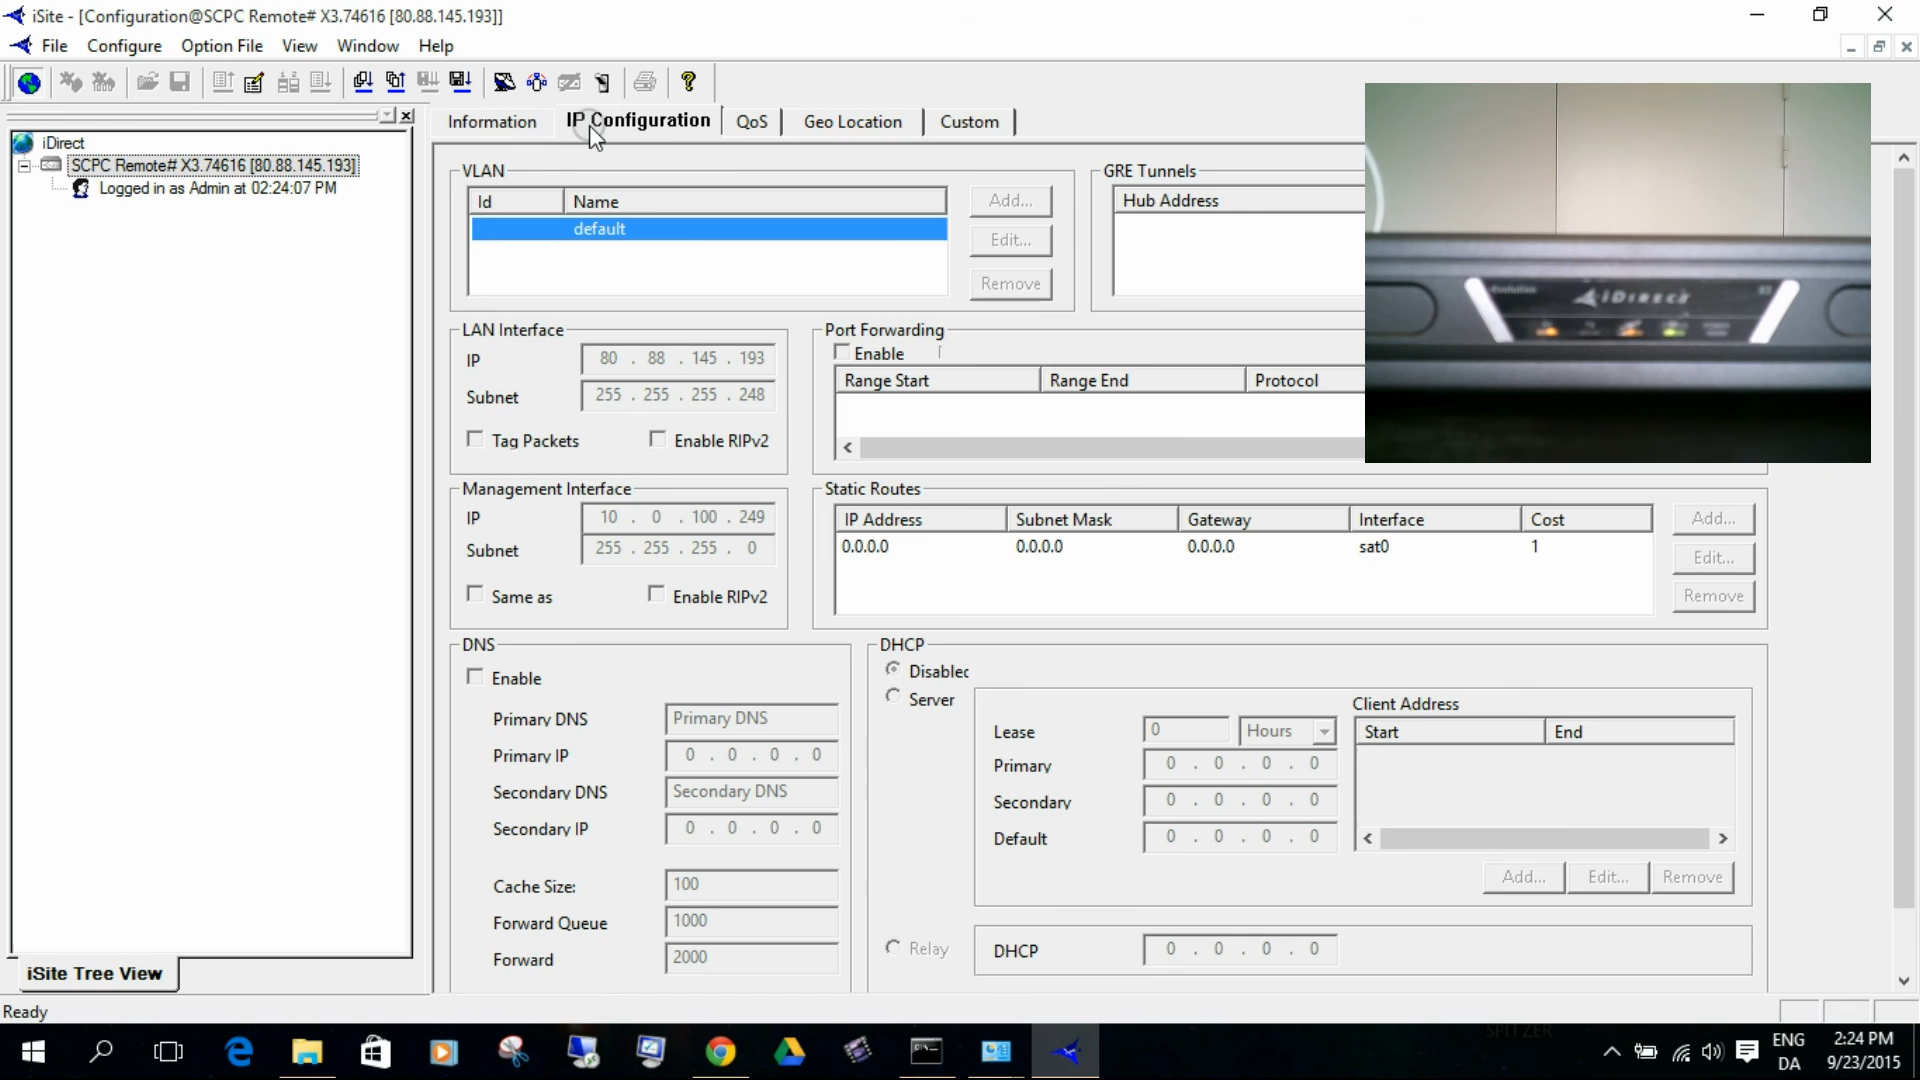 iSite - [Configuration@SCPC Remote# X3.74616 [80.88.145.193]]
File Configure Option File View Window Help
Information IP Configuration QoS Geo Location Custom
iDirect
SCPC Remote# X3.74616 [80.88.145.193]
Logged in as Admin at 02:24:07 PM
VLAN
Id Name
default
Add...
Edit...
Remove
GRE Tunnels
Hub Address
LAN Interface
IP 80 . 88 . 145 . 193
Subnet 255 . 255 . 255 . 248
Tag Packets Enable RIPv2
Port Forwarding
Enable
Range Start Range End Protocol
iDIRECT
Management Interface
IP 10 . 0 . 100 . 249
Subnet 255 . 255 . 255 . 0
Same as Enable RIPv2
Static Routes
IP Address Subnet Mask Gateway Interface Cost
0.0.0.0 0.0.0.0 0.0.0.0 sat0 1
Add...
Edit...
Remove
DNS
Enable
Primary DNS Primary DNS
Primary IP 0 . 0 . 0 . 0
Secondary DNS Secondary DNS
Secondary IP 0 . 0 . 0 . 0
Cache Size: 100
Forward Queue 1000
Forward 2000
DHCP
Disablec
Server
Lease 0 Hours
Primary 0 . 0 . 0 . 0
Secondary 0 . 0 . 0 . 0
Default 0 . 0 . 0 . 0
Client Address
Start End
Add... Edit... Remove
Relay DHCP 0 . 0 . 0 . 0
iSite Tree View
Ready
SPITZER
ENG
DA
2:24 PM
9/23/2015